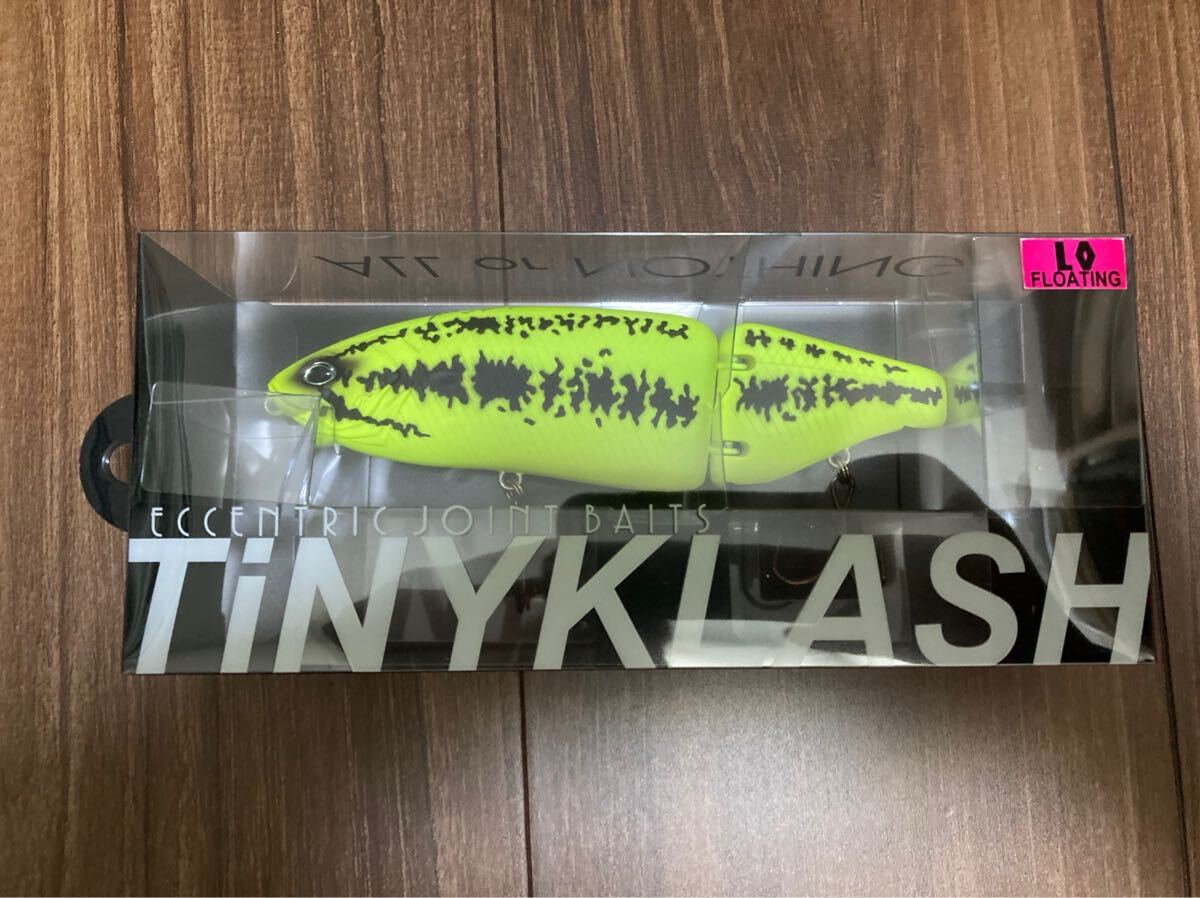 ALL or NOTHING
LO
FLOATING
ECCENTRIC JOINT BAITS
TiNYKLASH